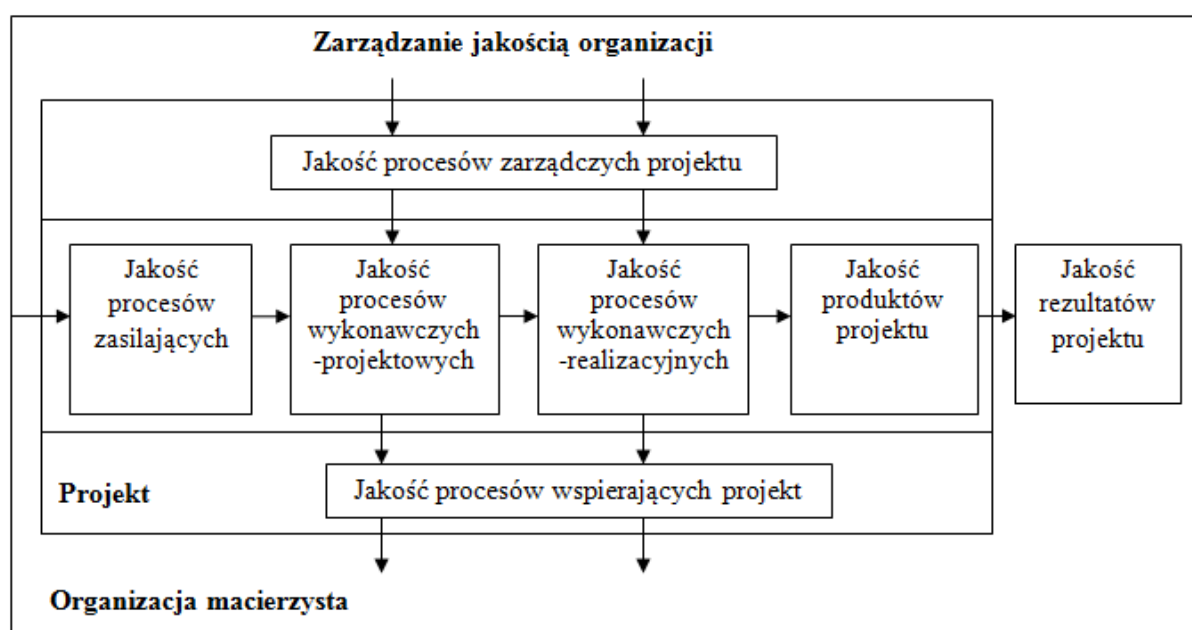 Zarządzanie jakością organizacji
Jakość procesów zarządczych projektu
Jakość
procesów
zasilających
Jakość
procesów
wykonawczych
-projektowych
Jakość
procesów
wykonawczych
-realizacyjnych
Jakość
produktów
projektu
Jakość
rezultatów
projektu
Projekt
Jakość procesów wspierających projekt
Organizacja macierzysta